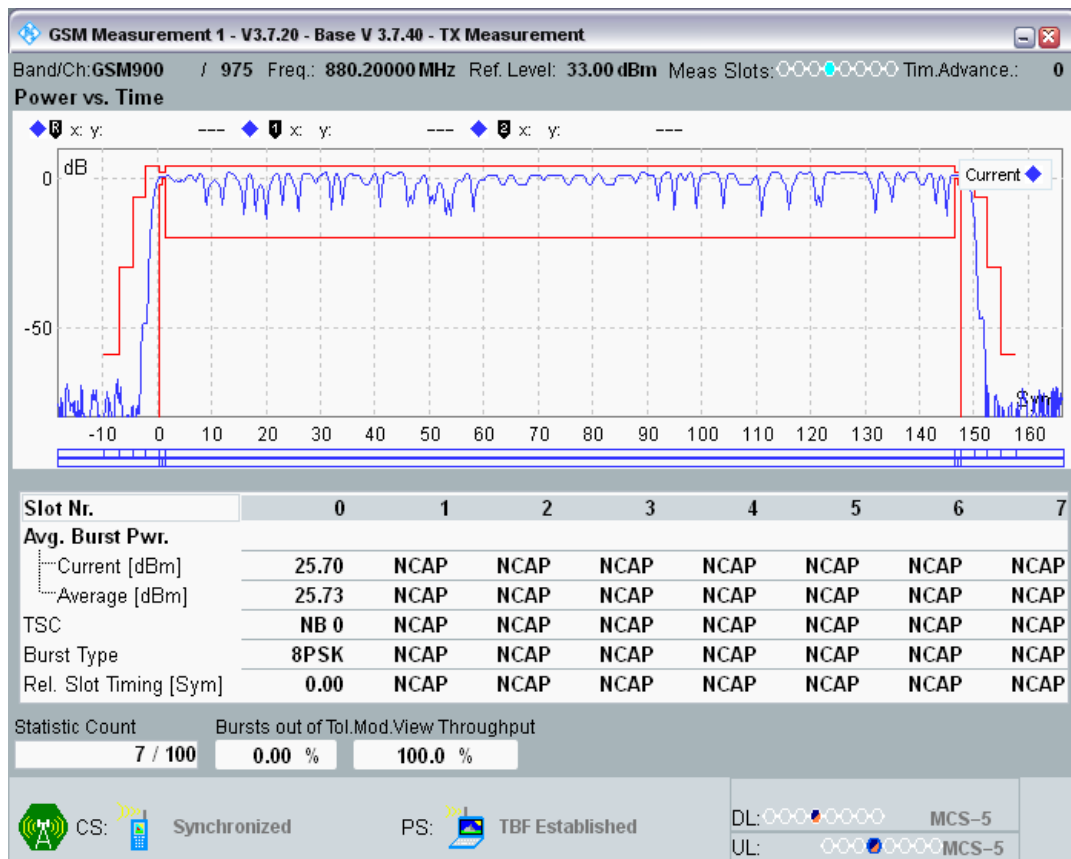 GSM Measurement 1 - V3.7.20 - Base V 3.7.40 - TX Measurement
Band/Ch:GSM900 / 975 Freq.: 880.20000 MHz Ref. Level: 33.00 dBm Meas Slots: Tim.Advance.: 0
Power vs. Time
R x: y: --- 1 x: y: --- 2 x: y: ---
dB
0
Current
-50
Sym
-10 0 10 20 30 40 50 60 70 80 90 100 110 120 130 140 150 160
Slot Nr. 0 1 2 3 4 5 6 7
Avg. Burst Pwr.
Current [dBm] 25.70 NCAP NCAP NCAP NCAP NCAP NCAP NCAP
Average [dBm] 25.73 NCAP NCAP NCAP NCAP NCAP NCAP NCAP
TSC NB 0 NCAP NCAP NCAP NCAP NCAP NCAP NCAP
Burst Type 8PSK NCAP NCAP NCAP NCAP NCAP NCAP NCAP
Rel. Slot Timing [Sym] 0.00 NCAP NCAP NCAP NCAP NCAP NCAP NCAP
Statistic Count Bursts out of Tol.Mod.View Throughput
7 / 100 0.00 % 100.0 %
CS: Synchronized PS: TBF Established
DL: MCS-5
UL: MCS-5